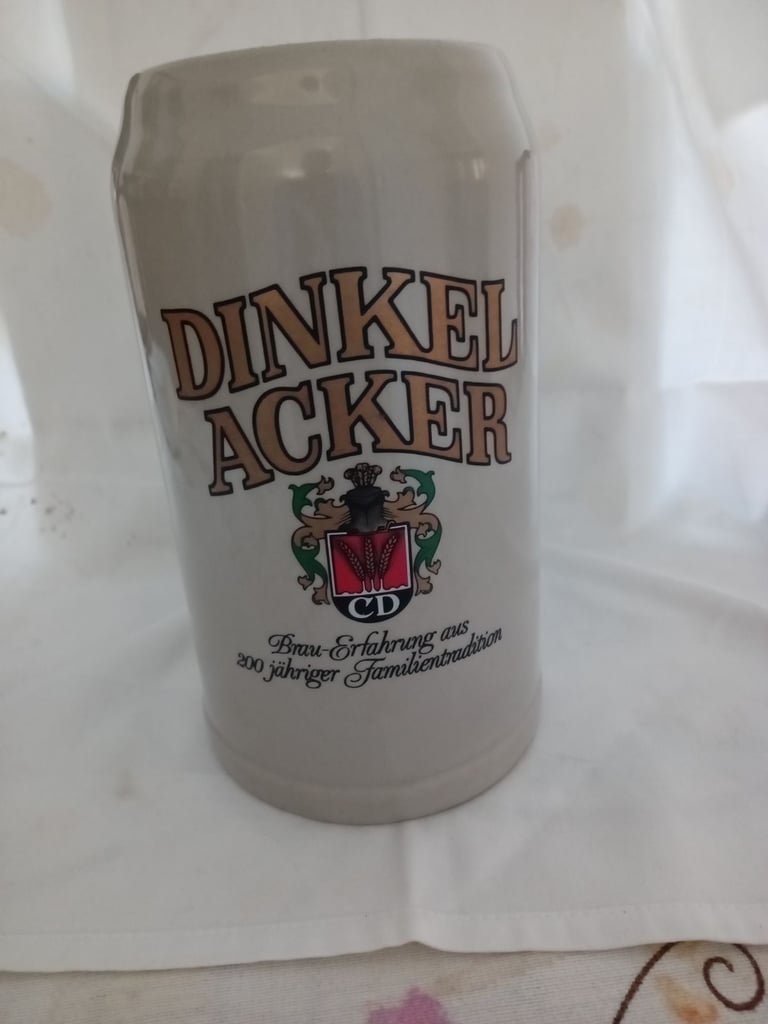 DINKEL
ACKER
CD
Brau-Erfahrung aus
200 jähriger Familientradition